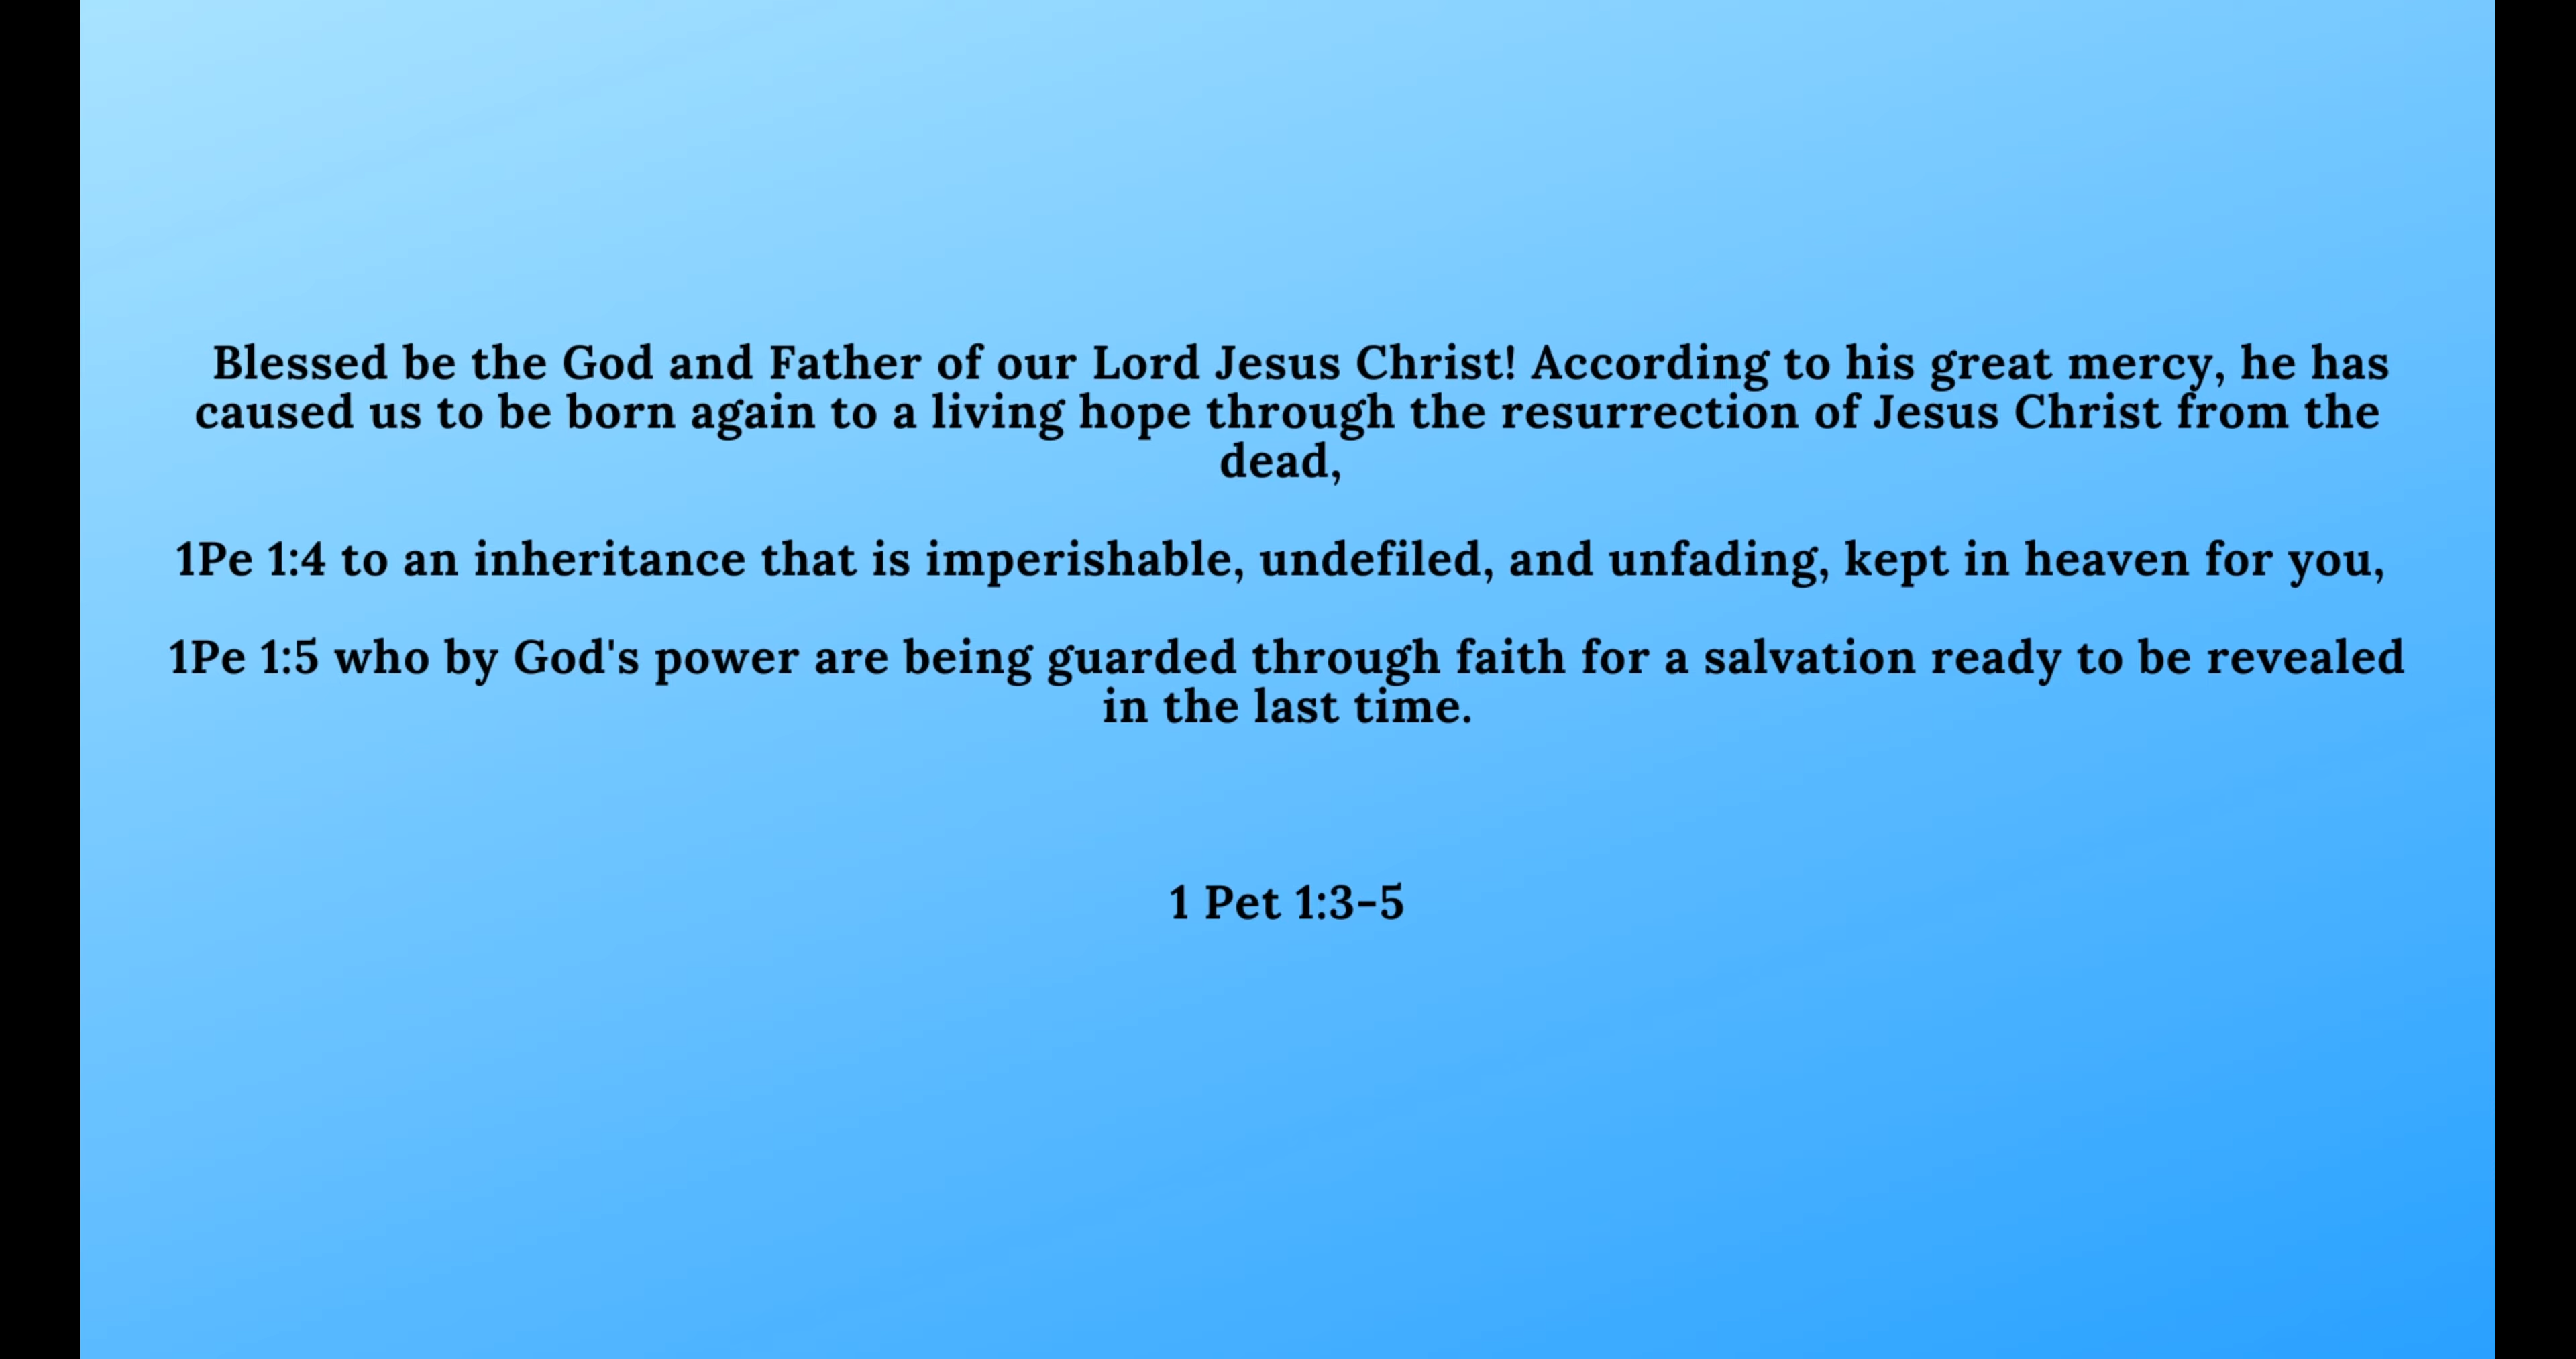 Blessed be the God and Father of our Lord Jesus Christ! According to his great mercy, he has
caused us to be born again to a living hope through the resurrection of Jesus Christ from the
dead,
1Pe 1:4 to an inheritance that is imperishable, undefiled, and unfading, kept in heaven for you,
1Pe 1:5 who by God's power are being guarded through faith for a salvation ready to be revealed
in the last time.
1 Pet 1:3-5